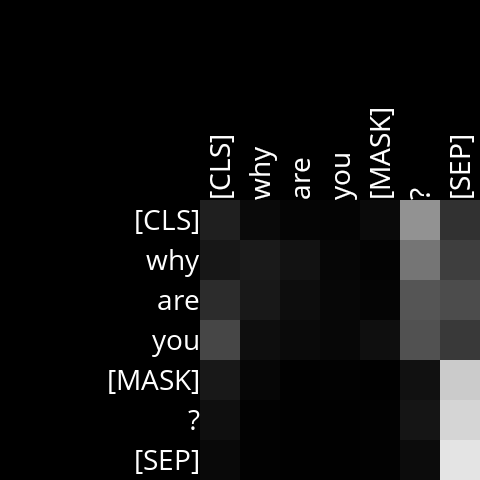 [CLS] why are you [MASK] ? [SEP]
[CLS]
why
are
you
[MASK]
?
[SEP]